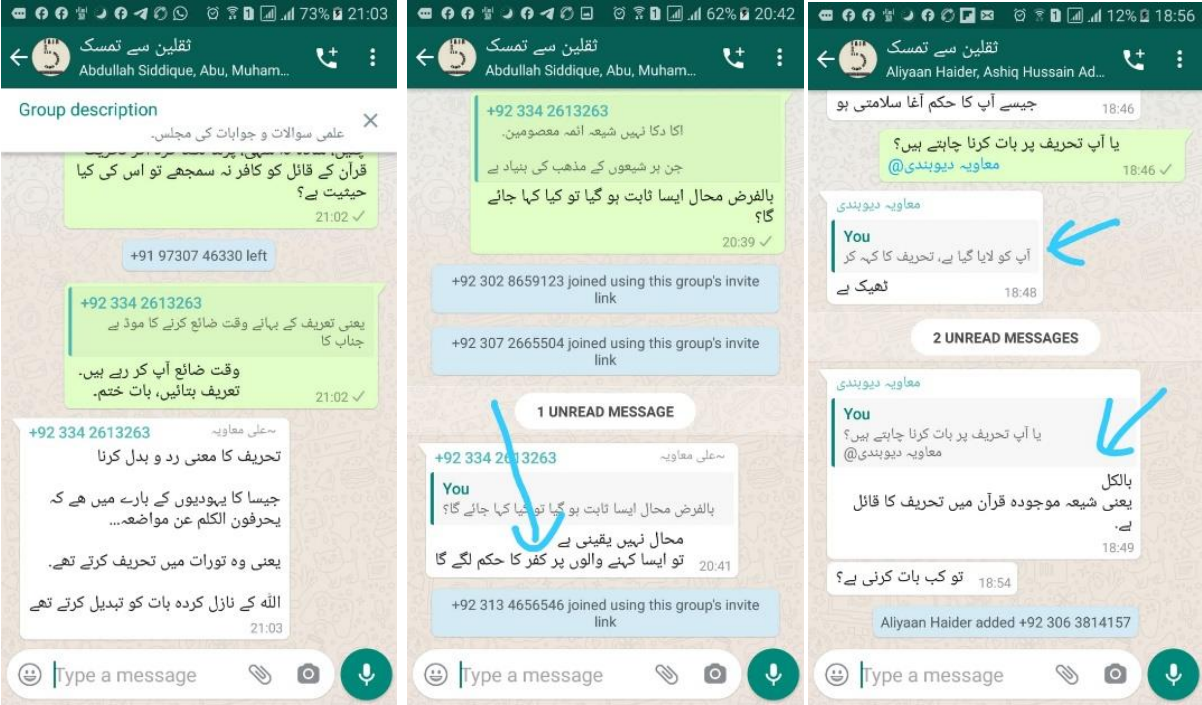 73% 21:03
ثقلین سے تمسک
Abdullah Siddique, Abu, Muham...
Group description
علمی سوالات و جوابات کی مجلس۔
قرآن کے قائل کو کافر نہ سمجھے تو اس کی کیا
حیثیت ہے؟
21:02
+91 97307 46330 left
+92 334 2613263
یعنی تعریف کے بہانے وقت ضائع کرنے کا موڈ ہے
جناب کا
وقت ضائع آپ کر رہے ہیں۔
تعریف بتائیں، بات ختم۔
21:02
+92 334 2613263
~علی معاویہ
تحریف کا معنی رد و بدل کرنا
جیسا کا یہودیوں کے بارے میں ھے کہ
یحرفون الکلم عن مواضعہ...
یعنی وہ تورات میں تحریف کرتے تھے۔
اللہ کے نازل کردہ بات کو تبدیل کرتے تھے
21:03
Type a message
62% 20:42
ثقلین سے تمسک
Abdullah Siddique, Abu, Muham...
+92 334 2613263
اکا دکا نہیں شیعہ ائمہ معصومین۔
جن پر شیعوں کے مذھب کی بنیاد ہے
بالفرض محال ایسا ثابت ہو گیا تو کیا کہا جائے
گا؟
20:39
+92 302 8659123 joined using this group's invite
link
+92 307 2665504 joined using this group's invite
link
1 UNREAD MESSAGE
+92 334 2613263
~علی معاویہ
You
بالفرض محال ایسا ثابت ہو گیا تو کیا کہا جائے گا؟
محال نہیں یقینی ہے
تو ایسا کہنے والوں پر کفر کا حکم لگے گا
20:41
+92 313 4656546 joined using this group's invite
link
Type a message
12% 18:56
ثقلین سے تمسک
Aliyaan Haider, Ashiq Hussain Ad...
جیسے آپ کا حکم آغا سلامتی ہو
18:46
یا آپ تحریف پر بات کرنا چاہتے ہیں؟
@معاویہ دیوبندی
18:46
معاویہ دیوبندی
You
آپ کو لایا گیا ہے، تحریف کا کہہ کر
ٹھیک ہے
18:48
2 UNREAD MESSAGES
معاویہ دیوبندی
You
یا آپ تحریف پر بات کرنا چاہتے ہیں؟
@معاویہ دیوبندی
بالکل
یعنی شیعہ موجودہ قرآن میں تحریف کا قائل
ہے۔
18:49
تو کب بات کرنی ہے؟
18:54
Aliyaan Haider added +92 306 3814157
Type a message